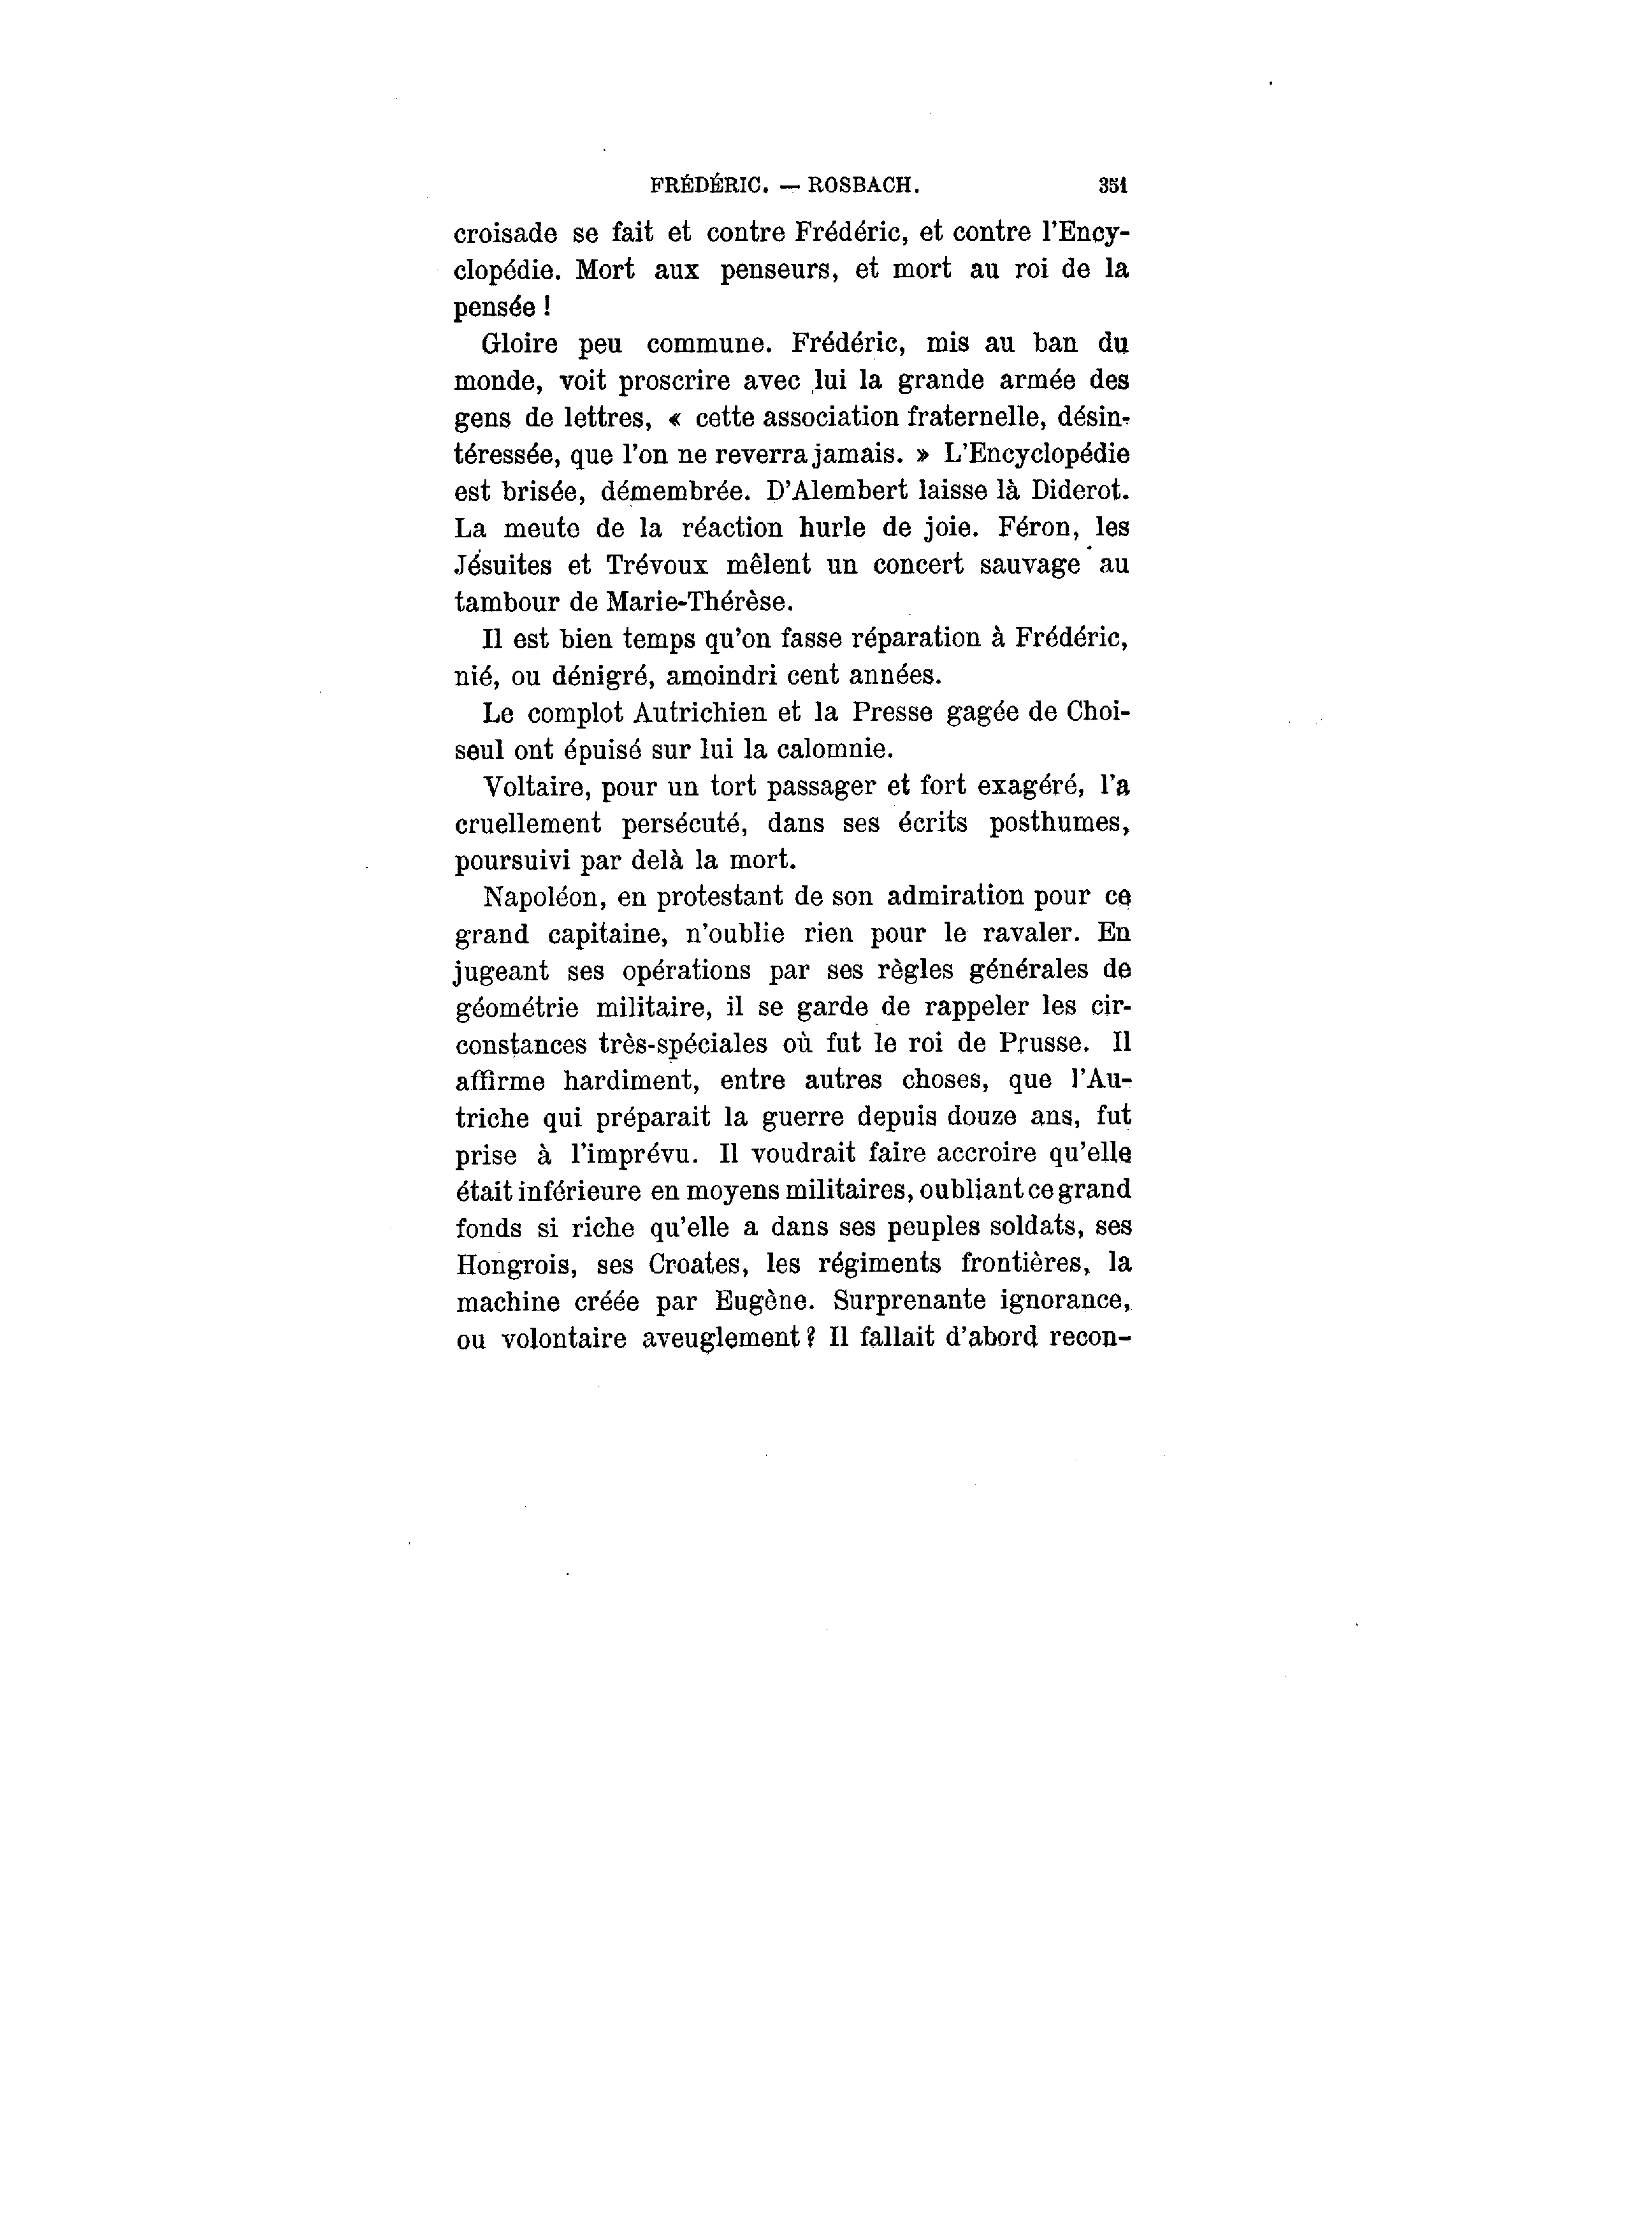 FRÉDÉRIC. — ROSBACH. 351
croisade se fait et contre Frédéric, et contre l'Ency-
clopédie. Mort aux penseurs, et mort au roi de la
pensée !
Gloire peu commune. Frédéric, mis au ban du
monde, voit proscrire avec lui la grande armée des
gens de lettres, « cette association fraternelle, désin-
téressée, que l'on ne reverra jamais. » L'Encyclopédie
est brisée, démembrée. D'Alembert laisse là Diderot.
La meute de la réaction hurle de joie. Féron, les
Jésuites et Trévoux mêlent un concert sauvage au
tambour de Marie-Thérèse.
Il est bien temps qu'on fasse réparation à Frédéric,
nié, ou dénigré, amoindri cent années.
Le complot Autrichien et la Presse gagée de Choi-
seul ont épuisé sur lui la calomnie.
Voltaire, pour un tort passager et fort exagéré, l'a
cruellement persécuté, dans ses écrits posthumes,
poursuivi par delà la mort.
Napoléon, en protestant de son admiration pour ce
grand capitaine, n'oublie rien pour le ravaler. En
jugeant ses opérations par ses règles générales de
géométrie militaire, il se garde de rappeler les cir-
constances très-spéciales où fut le roi de Prusse. Il
affirme hardiment, entre autres choses, que l'Au-
triche qui préparait la guerre depuis douze ans, fut
prise à l'imprévu. Il voudrait faire accroire qu'elle
était inférieure en moyens militaires, oubliant ce grand
fonds si riche qu'elle a dans ses peuples soldats, ses
Hongrois, ses Croates, les régiments frontières, la
machine créée par Eugène. Surprenante ignorance,
ou volontaire aveuglement ? Il fallait d'abord recon-